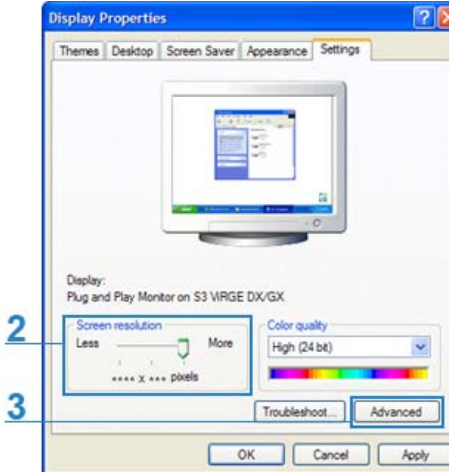 Display Properties
Themes Desktop Screen Saver Appearance Settings
Display:
Plug and Play Monitor on S3 VIRGE DX/GX
2
Screen resolution
Less More
**** X *** pixels
Color quality
High (24 bit)
3
Troubleshoot... Advanced
OK Cancel Apply